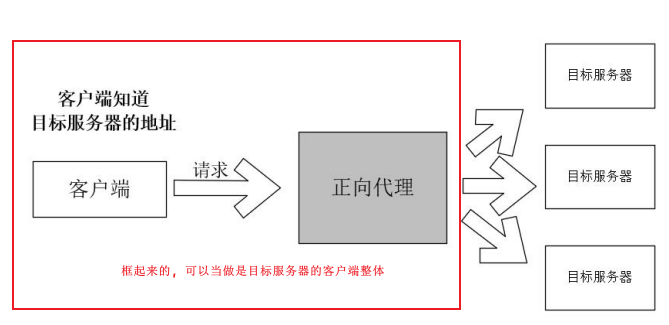 客户端知道
目标服务器的地址
客户端
请求
正向代理
目标服务器
目标服务器
目标服务器
框起来的，可以当做是目标服务器的客户端整体